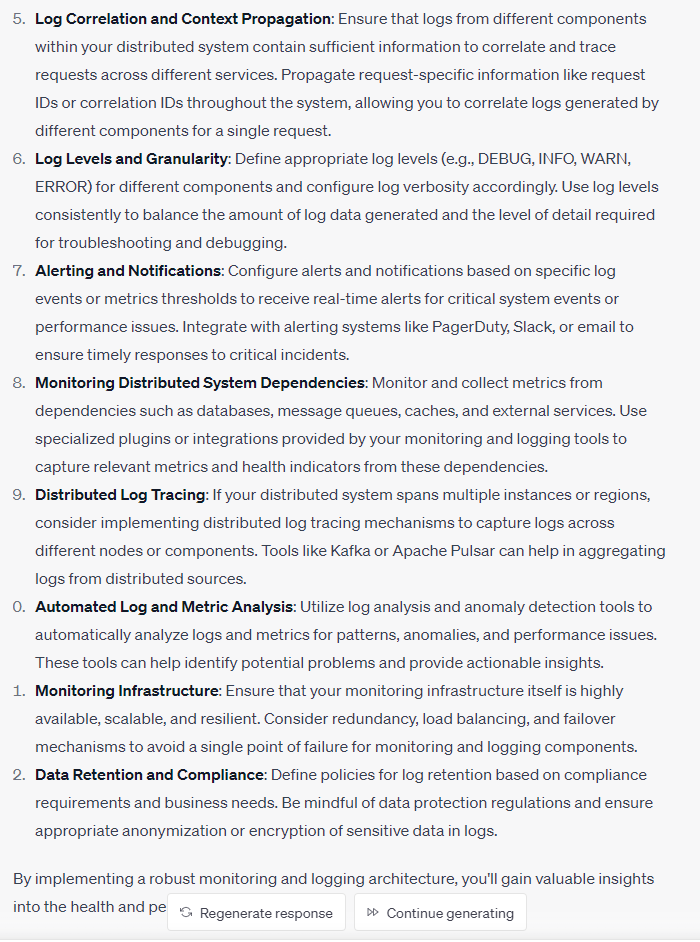 5. Log Correlation and Context Propagation: Ensure that logs from different components
within your distributed system contain sufficient information to correlate and trace
requests across different services. Propagate request-specific information like request
IDs or correlation IDs throughout the system, allowing you to correlate logs generated by
different components for a single request.
6. Log Levels and Granularity: Define appropriate log levels (e.g., DEBUG, INFO, WARN,
ERROR) for different components and configure log verbosity accordingly. Use log levels
consistently to balance the amount of log data generated and the level of detail required
for troubleshooting and debugging.
7. Alerting and Notifications: Configure alerts and notifications based on specific log
events or metrics thresholds to receive real-time alerts for critical system events or
performance issues. Integrate with alerting systems like PagerDuty, Slack, or email to
ensure timely responses to critical incidents.
8. Monitoring Distributed System Dependencies: Monitor and collect metrics from
dependencies such as databases, message queues, caches, and external services. Use
specialized plugins or integrations provided by your monitoring and logging tools to
capture relevant metrics and health indicators from these dependencies.
9. Distributed Log Tracing: If your distributed system spans multiple instances or regions,
consider implementing distributed log tracing mechanisms to capture logs across
different nodes or components. Tools like Kafka or Apache Pulsar can help in aggregating
logs from distributed sources.
0. Automated Log and Metric Analysis: Utilize log analysis and anomaly detection tools to
automatically analyze logs and metrics for patterns, anomalies, and performance issues.
These tools can help identify potential problems and provide actionable insights.
1. Monitoring Infrastructure: Ensure that your monitoring infrastructure itself is highly
available, scalable, and resilient. Consider redundancy, load balancing, and failover
mechanisms to avoid a single point of failure for monitoring and logging components.
2. Data Retention and Compliance: Define policies for log retention based on compliance
requirements and business needs. Be mindful of data protection regulations and ensure
appropriate anonymization or encryption of sensitive data in logs.
By implementing a robust monitoring and logging architecture, you'll gain valuable insights
into the health and pe
Regenerate response
Continue generating